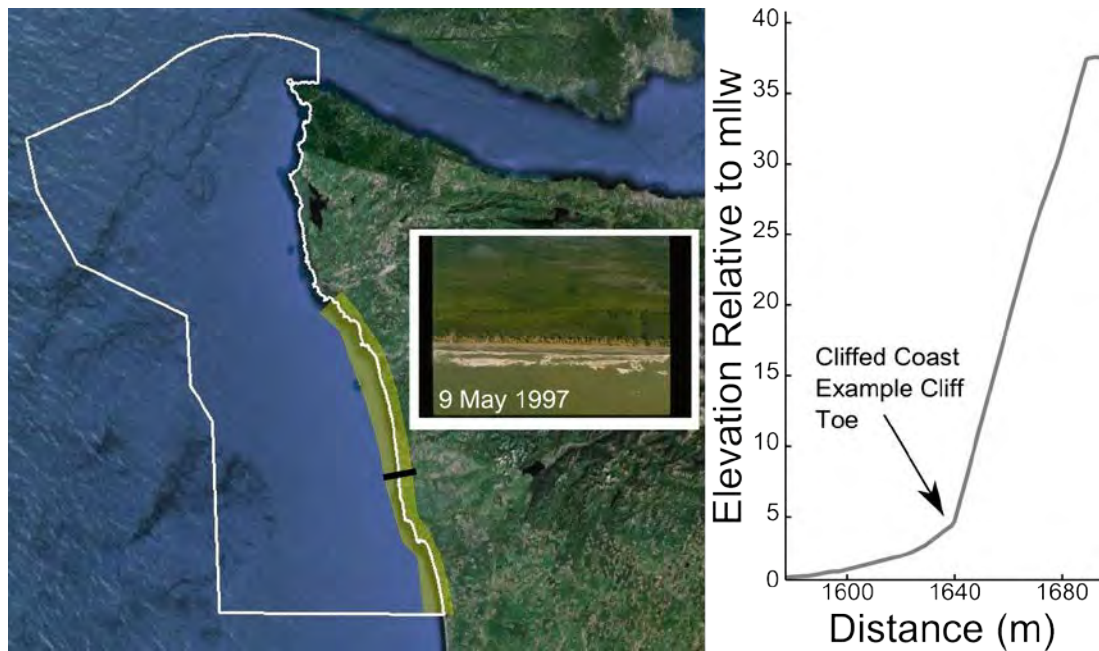 9 May 1997
Elevation Relative to mllw
40
35
30
25
20
15
10
5
0
Cliffed Coast
Example Cliff
Toe
1600
1640
1680
Distance (m)